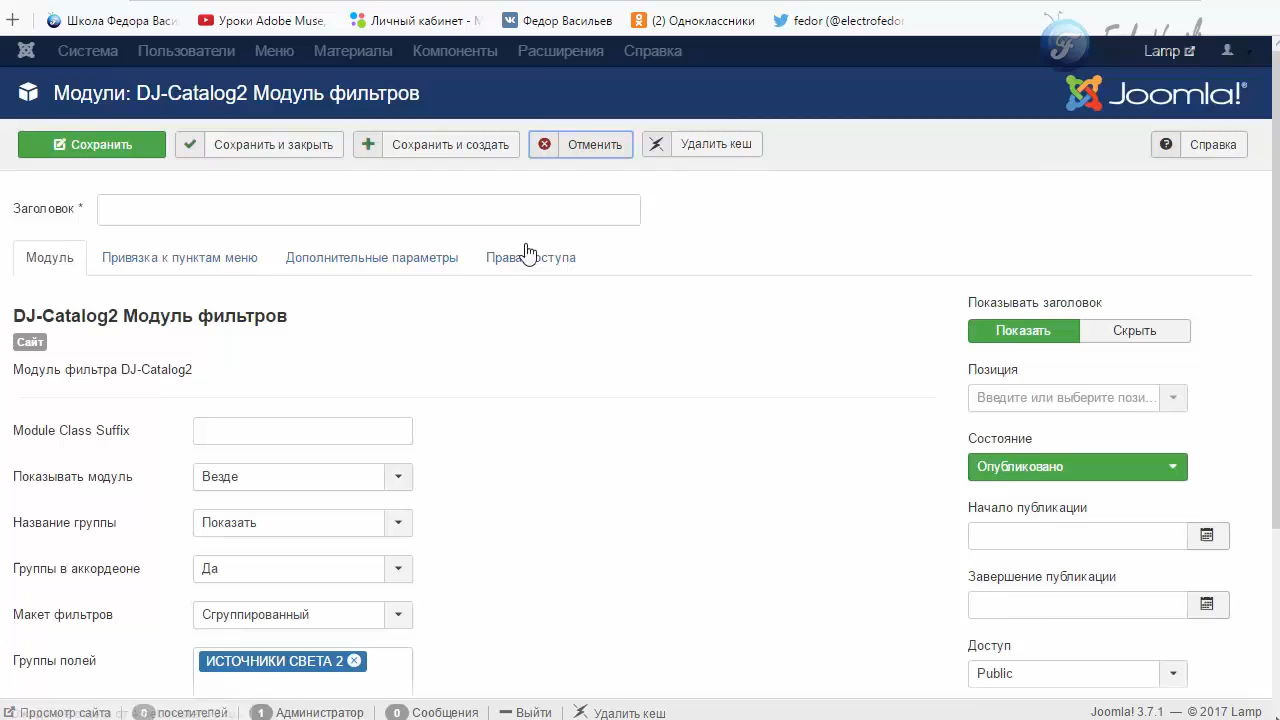 Школа Федора Васи
Уроки Adobe Muse,
Личный кабинет -
Федор Васильев
(2) Одноклассники
fedor (@electrofedor
Система
Пользователи
Меню
Материалы
Компоненты
Расширения
Справка
Lamp
Модули: DJ-Catalog2 Модуль фильтров
Joomla!
Сохранить
Сохранить и закрыть
Сохранить и создать
Отменить
Удалить кеш
Справка
Заголовок *
Модуль
Привязка к пунктам меню
Дополнительные параметры
Права доступа
DJ-Catalog2 Модуль фильтров
Сайт
Модуль фильтра DJ-Catalog2
Module Class Suffix
Показывать модуль
Везде
Название группы
Показать
Группы в аккордеоне
Да
Макет фильтров
Сгруппированный
Группы полей
ИСТОЧНИКИ СВЕТА 2
Показывать заголовок
Показать
Скрыть
Позиция
Введите или выберите пози...
Состояние
Опубликовано
Начало публикации
Завершение публикации
Доступ
Public
Просмотр сайта
0 посетителей
1 Администратор
0 Сообщения
Выйти
Удалить кеш
Joomla! 3.7.1 — © 2017 Lamp